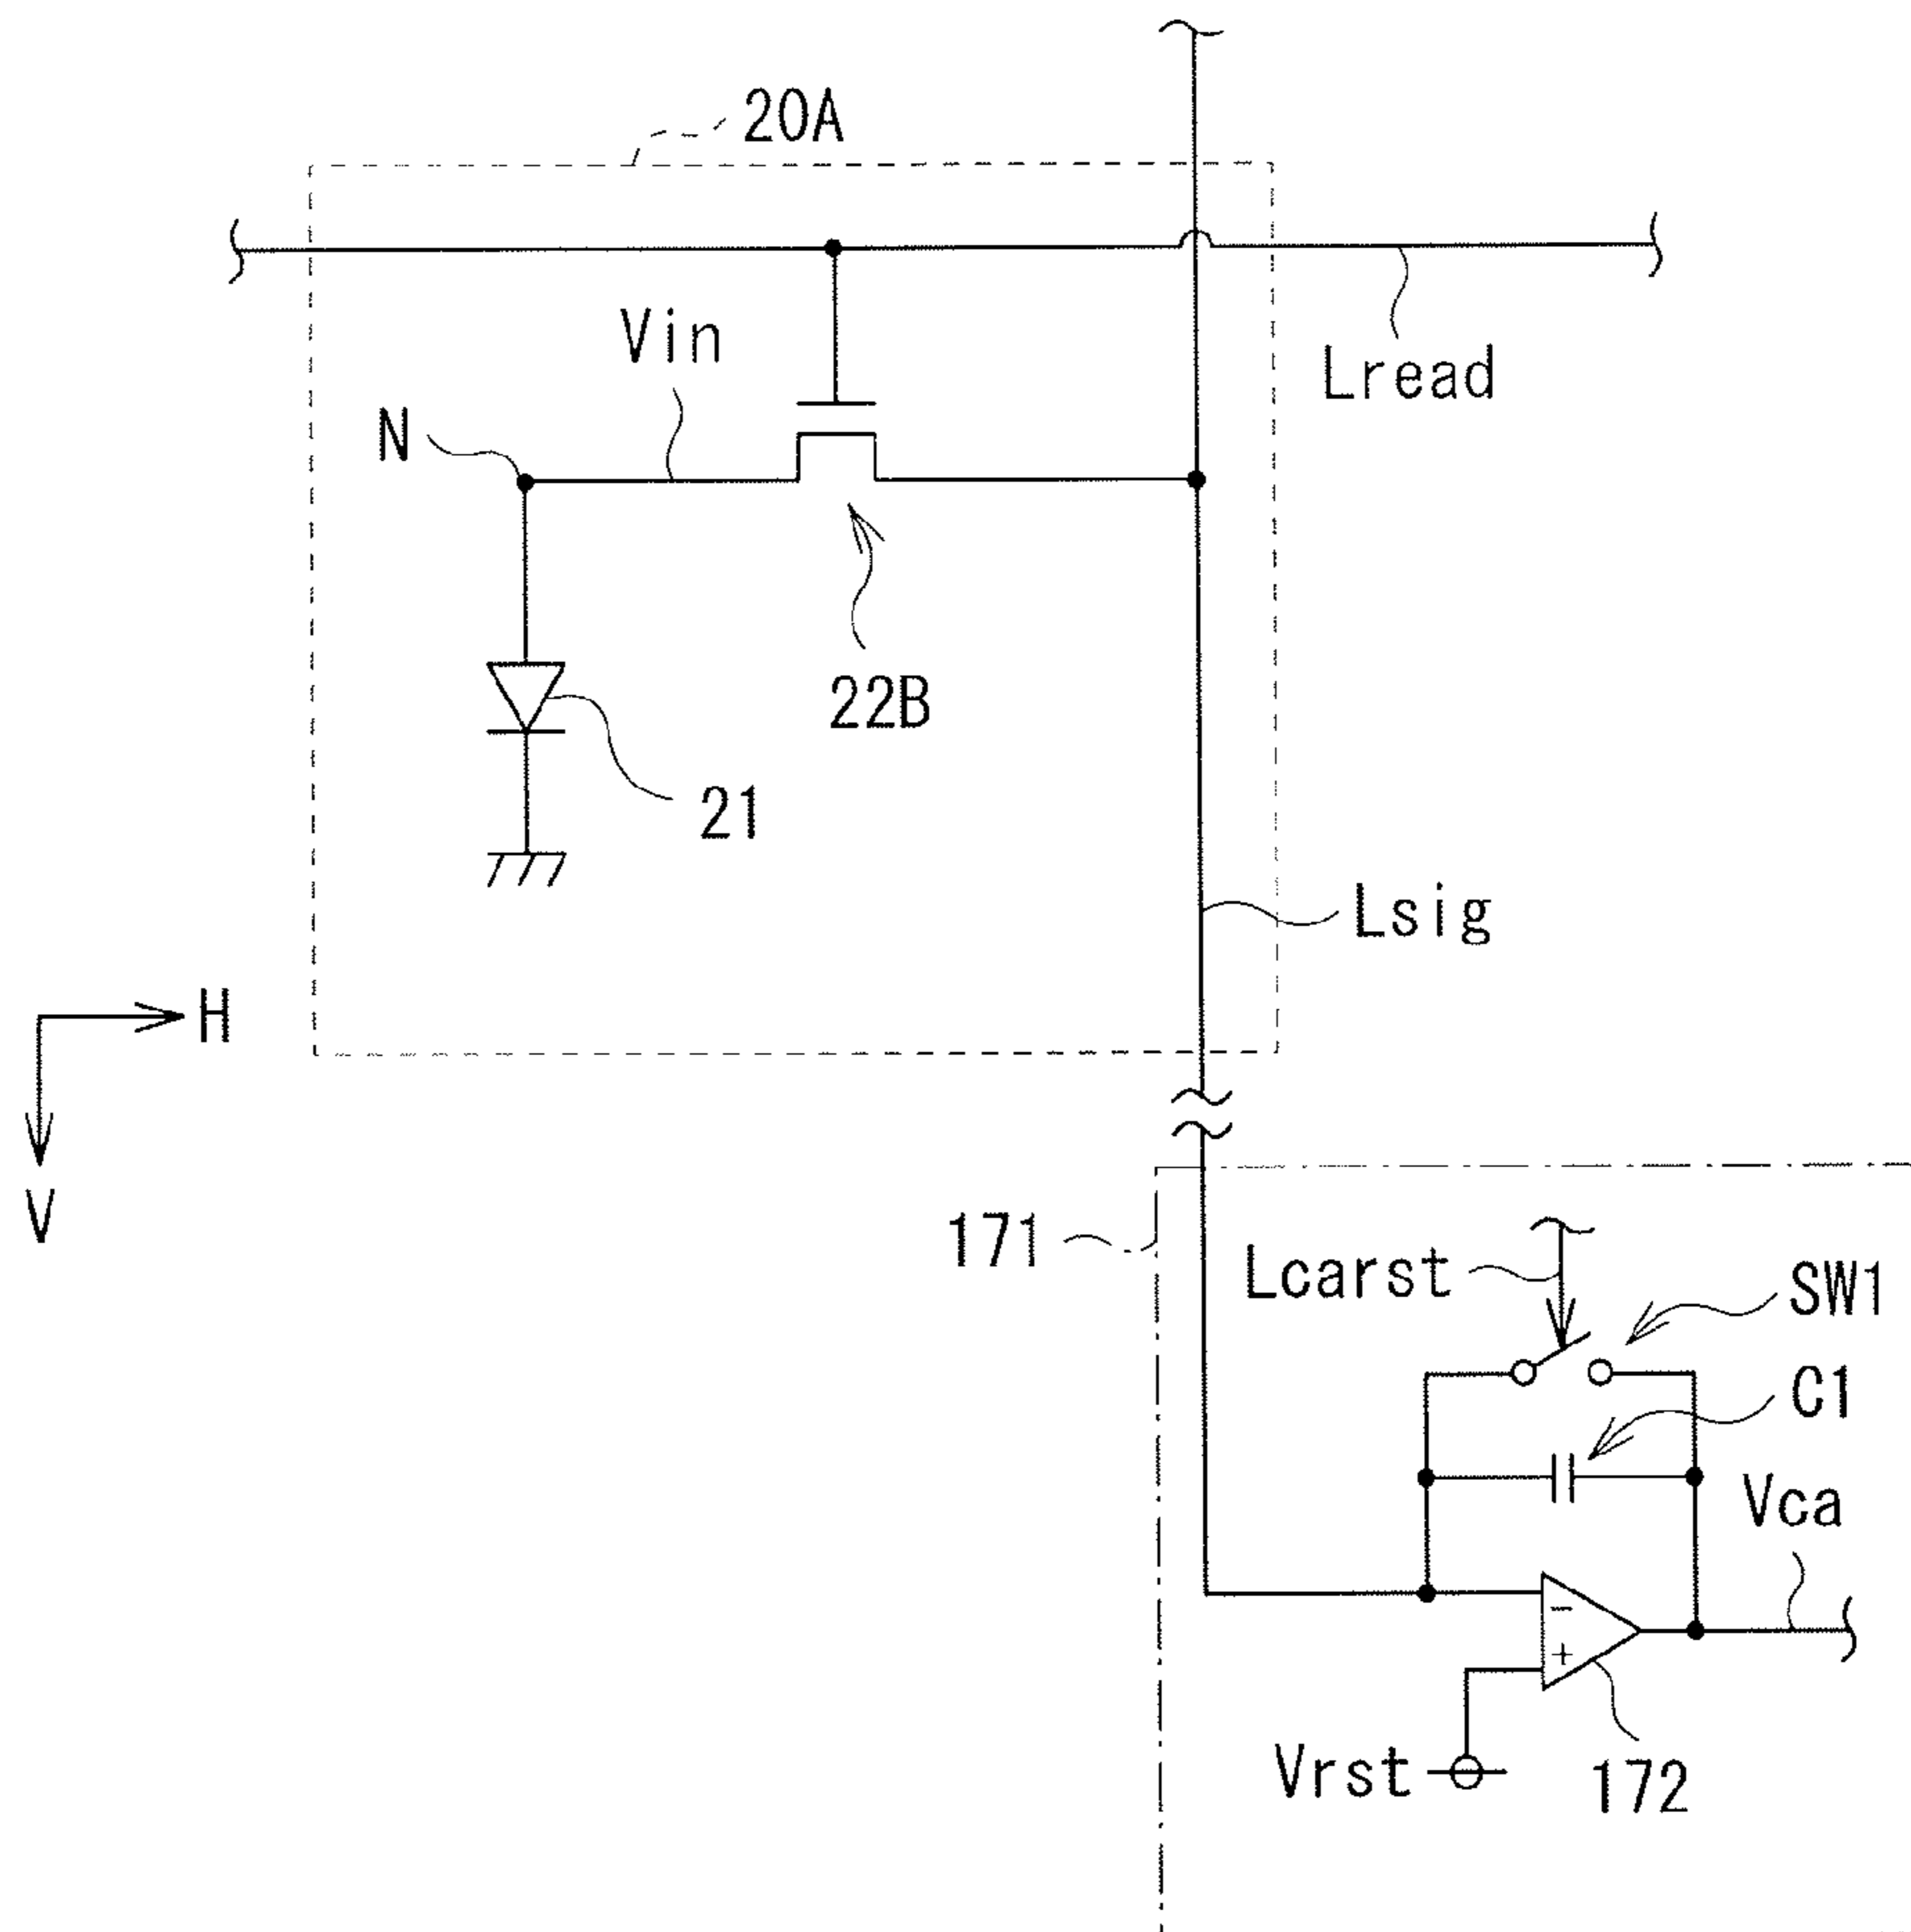 20A
Vin
Lread
N
22B
21
Lsig
H
V
171
Lcarst
SW1
C1
Vca
−
+
Vrst
172